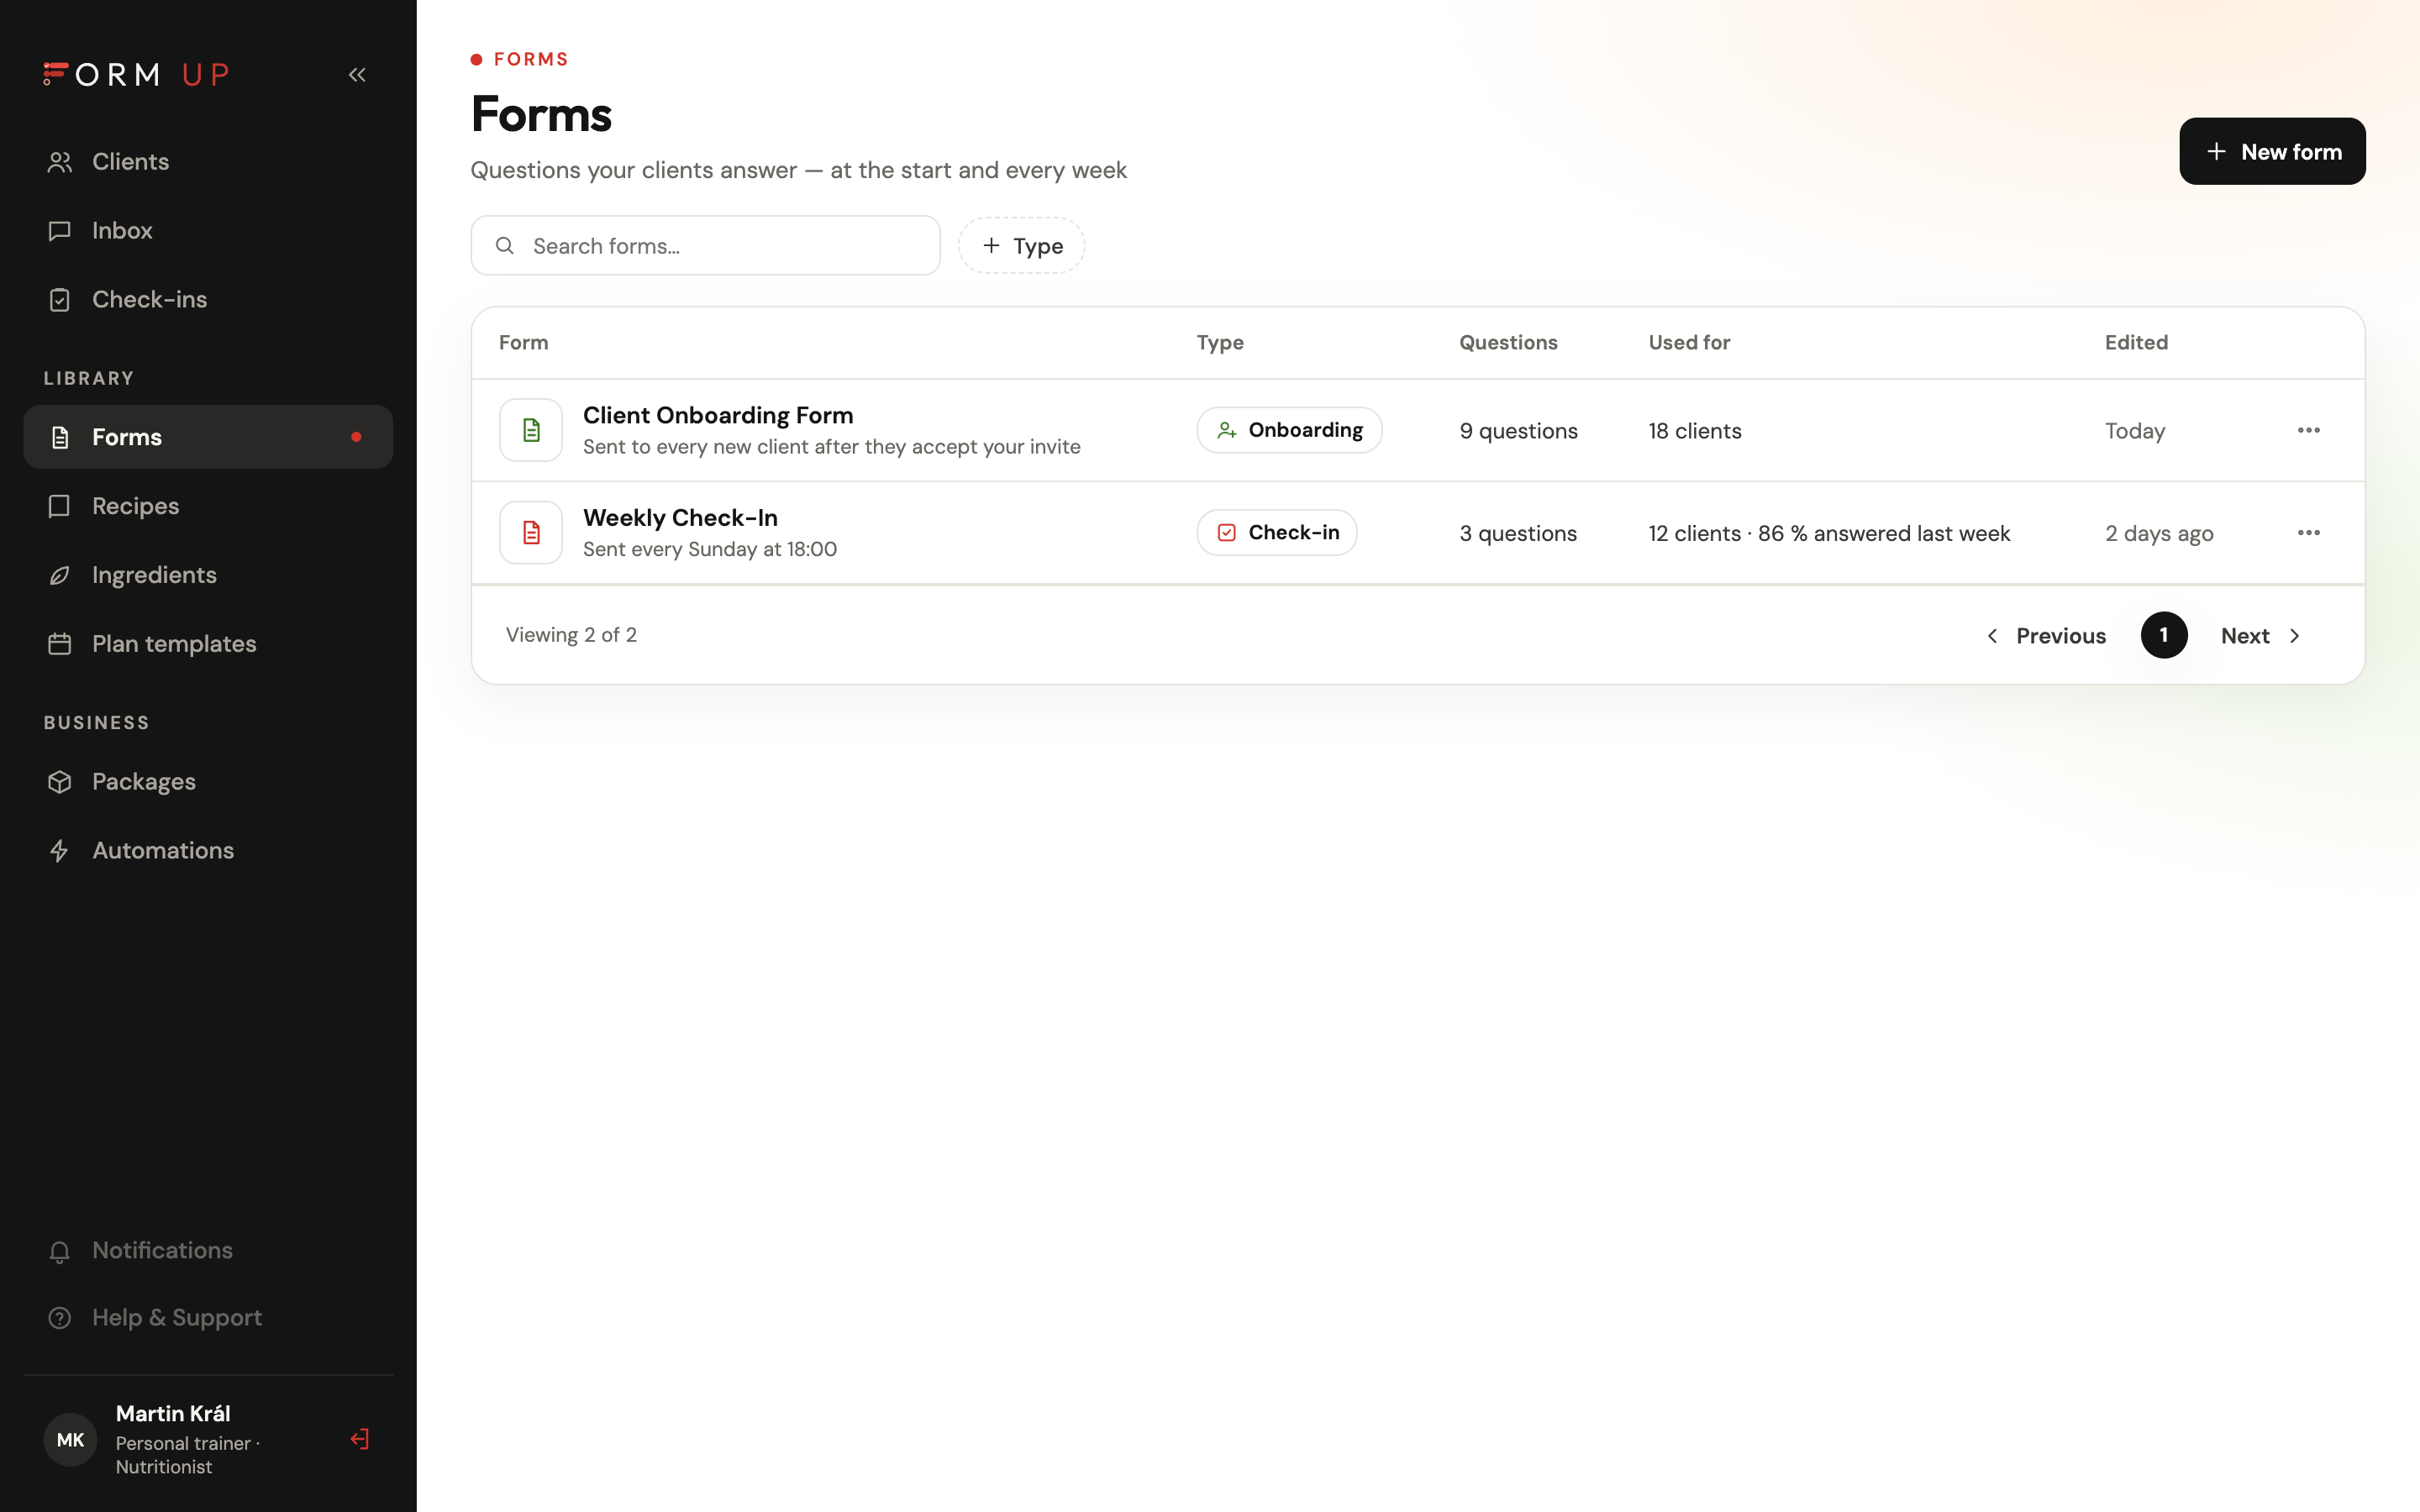 FORM UP
Clients
Inbox
Check-ins
LIBRARY
Forms
Recipes
Ingredients
Plan templates
BUSINESS
Packages
Automations
Notifications
Help & Support
MK
Martin Král
Personal trainer ·
Nutritionist
FORMS
Forms
Questions your clients answer — at the start and every week
New form
Search forms...
Type
Form Type Questions Used for Edited
Client Onboarding Form
Sent to every new client after they accept your invite
Onboarding
9 questions
18 clients
Today
Weekly Check-In
Sent every Sunday at 18:00
Check-in
3 questions
12 clients · 86 % answered last week
2 days ago
Viewing 2 of 2
Previous 1 Next